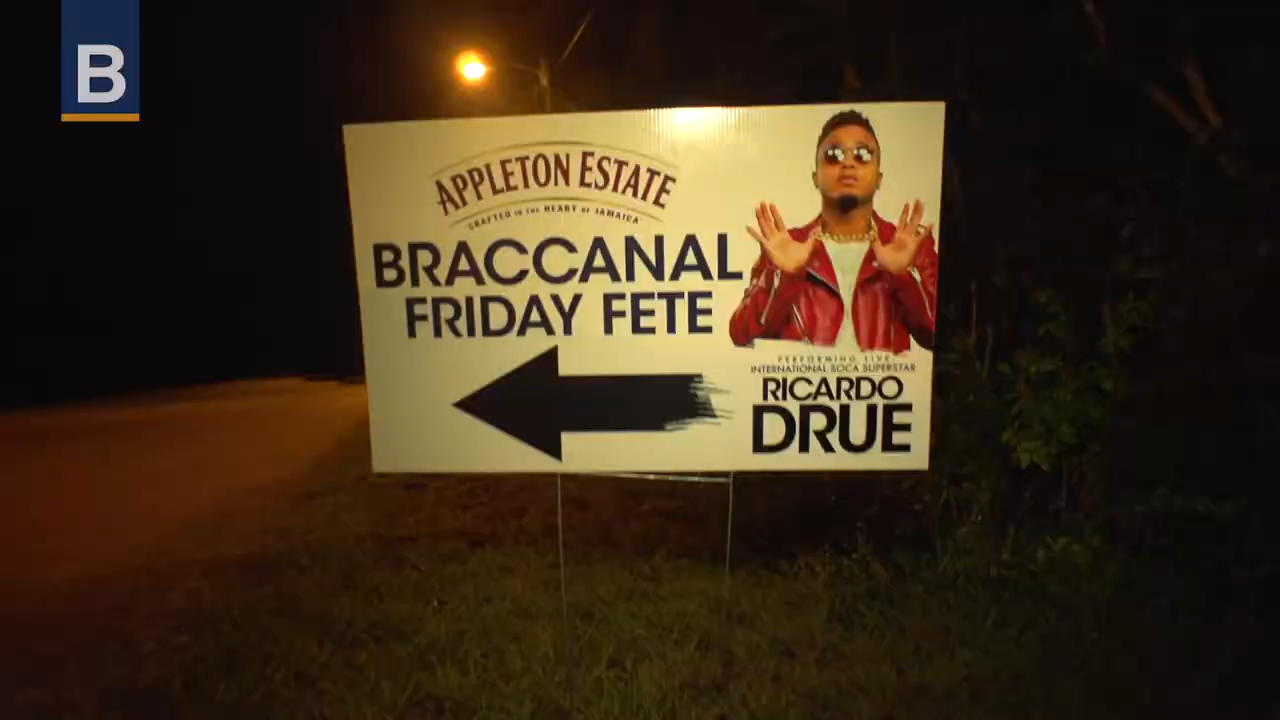 B
APPLETON ESTATE
CRAFTED IN THE HEART OF JAMAICA
BRACCANAL
FRIDAY FETE
PERFORMING LIVE
INTERNATIONAL SOCA SUPERSTAR
RICARDO
DRUE